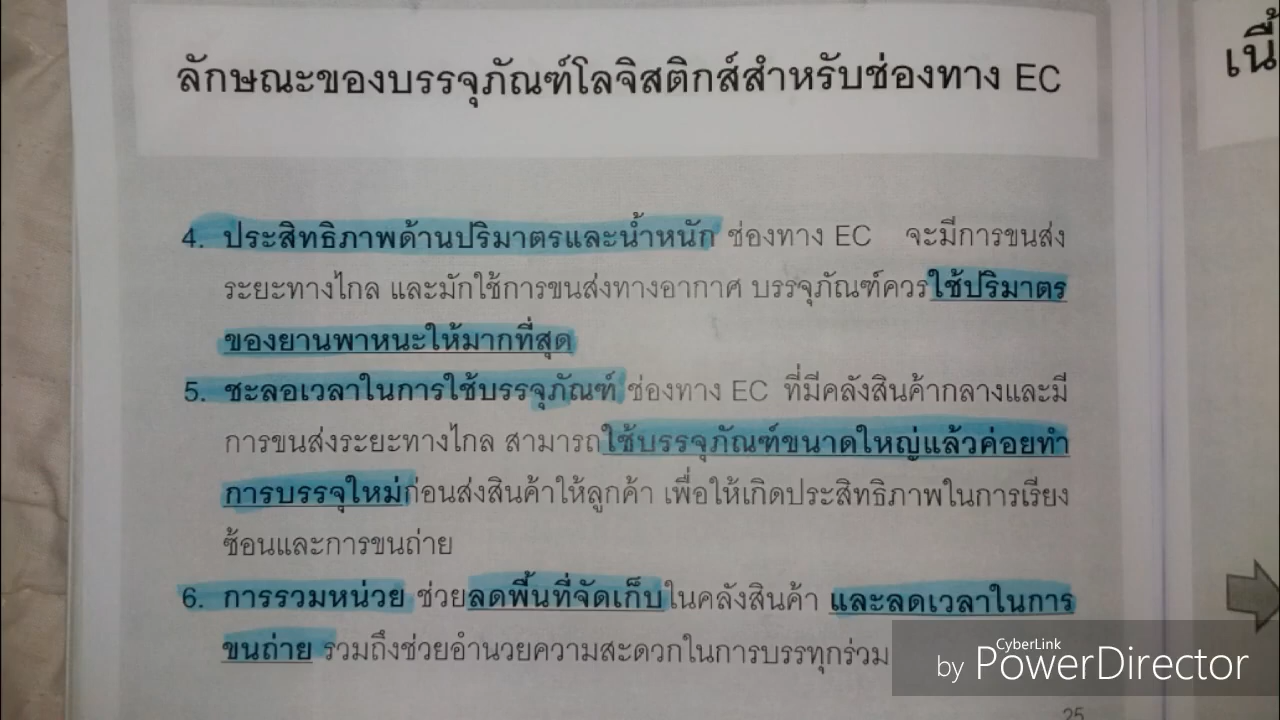 ลักษณะของบรรจุภัณฑ์โลจิสติกส์สำหรับช่องทาง EC
เนื้
4. ประสิทธิภาพด้านปริมาตรและน้ำหนัก ช่องทาง EC จะมีการขนส่ง
ระยะทางไกล และมักใช้การขนส่งทางอากาศ บรรจุภัณฑ์ควรใช้ปริมาตร
ของยานพาหนะให้มากที่สุด
5. ชะลอเวลาในการใช้บรรจุภัณฑ์ ช่องทาง EC ที่มีคลังสินค้ากลางและมี
การขนส่งระยะทางไกล สามารถใช้บรรจุภัณฑ์ขนาดใหญ่แล้วค่อยทำ
การบรรจุใหม่ก่อนส่งสินค้าให้ลูกค้า เพื่อให้เกิดประสิทธิภาพในการเรียง
ซ้อนและการขนถ่าย
6. การรวมหน่วย ช่วยลดพื้นที่จัดเก็บในคลังสินค้า และลดเวลาในการ
ขนถ่าย รวมถึงช่วยอำนวยความสะดวกในการบรรทุกร่วม
CyberLink
by PowerDirector
25